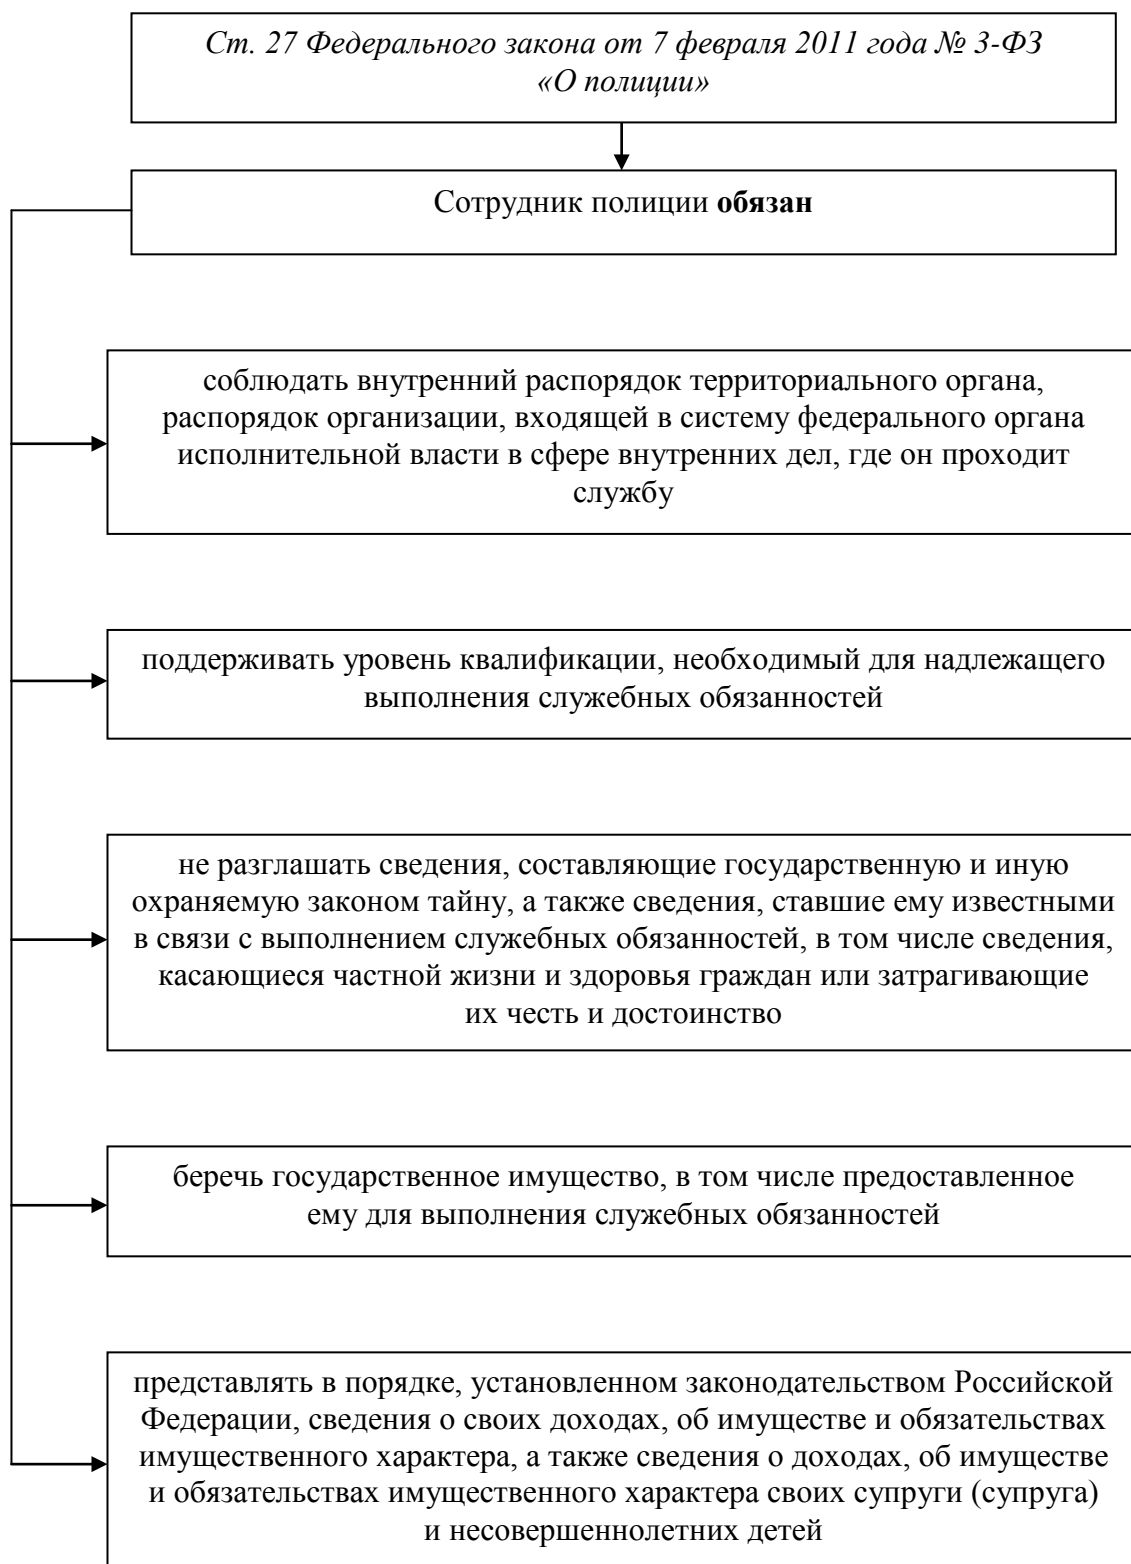 Ст. 27 Федерального закона от 7 февраля 2011 года № 3-ФЗ
«О полиции»
Сотрудник полиции обязан
соблюдать внутренний распорядок территориального органа,
распорядок организации, входящей в систему федерального органа
исполнительной власти в сфере внутренних дел, где он проходит
службу
поддерживать уровень квалификации, необходимый для надлежащего
выполнения служебных обязанностей
не разглашать сведения, составляющие государственную и иную
охраняемую законом тайну, а также сведения, ставшие ему известными
в связи с выполнением служебных обязанностей, в том числе сведения,
касающиеся частной жизни и здоровья граждан или затрагивающие
их честь и достоинство
беречь государственное имущество, в том числе предоставленное
ему для выполнения служебных обязанностей
представлять в порядке, установленном законодательством Российской
Федерации, сведения о своих доходах, об имуществе и обязательствах
имущественного характера, а также сведения о доходах, об имуществе
и обязательствах имущественного характера своих супруги (супруга)
и несовершеннолетних детей